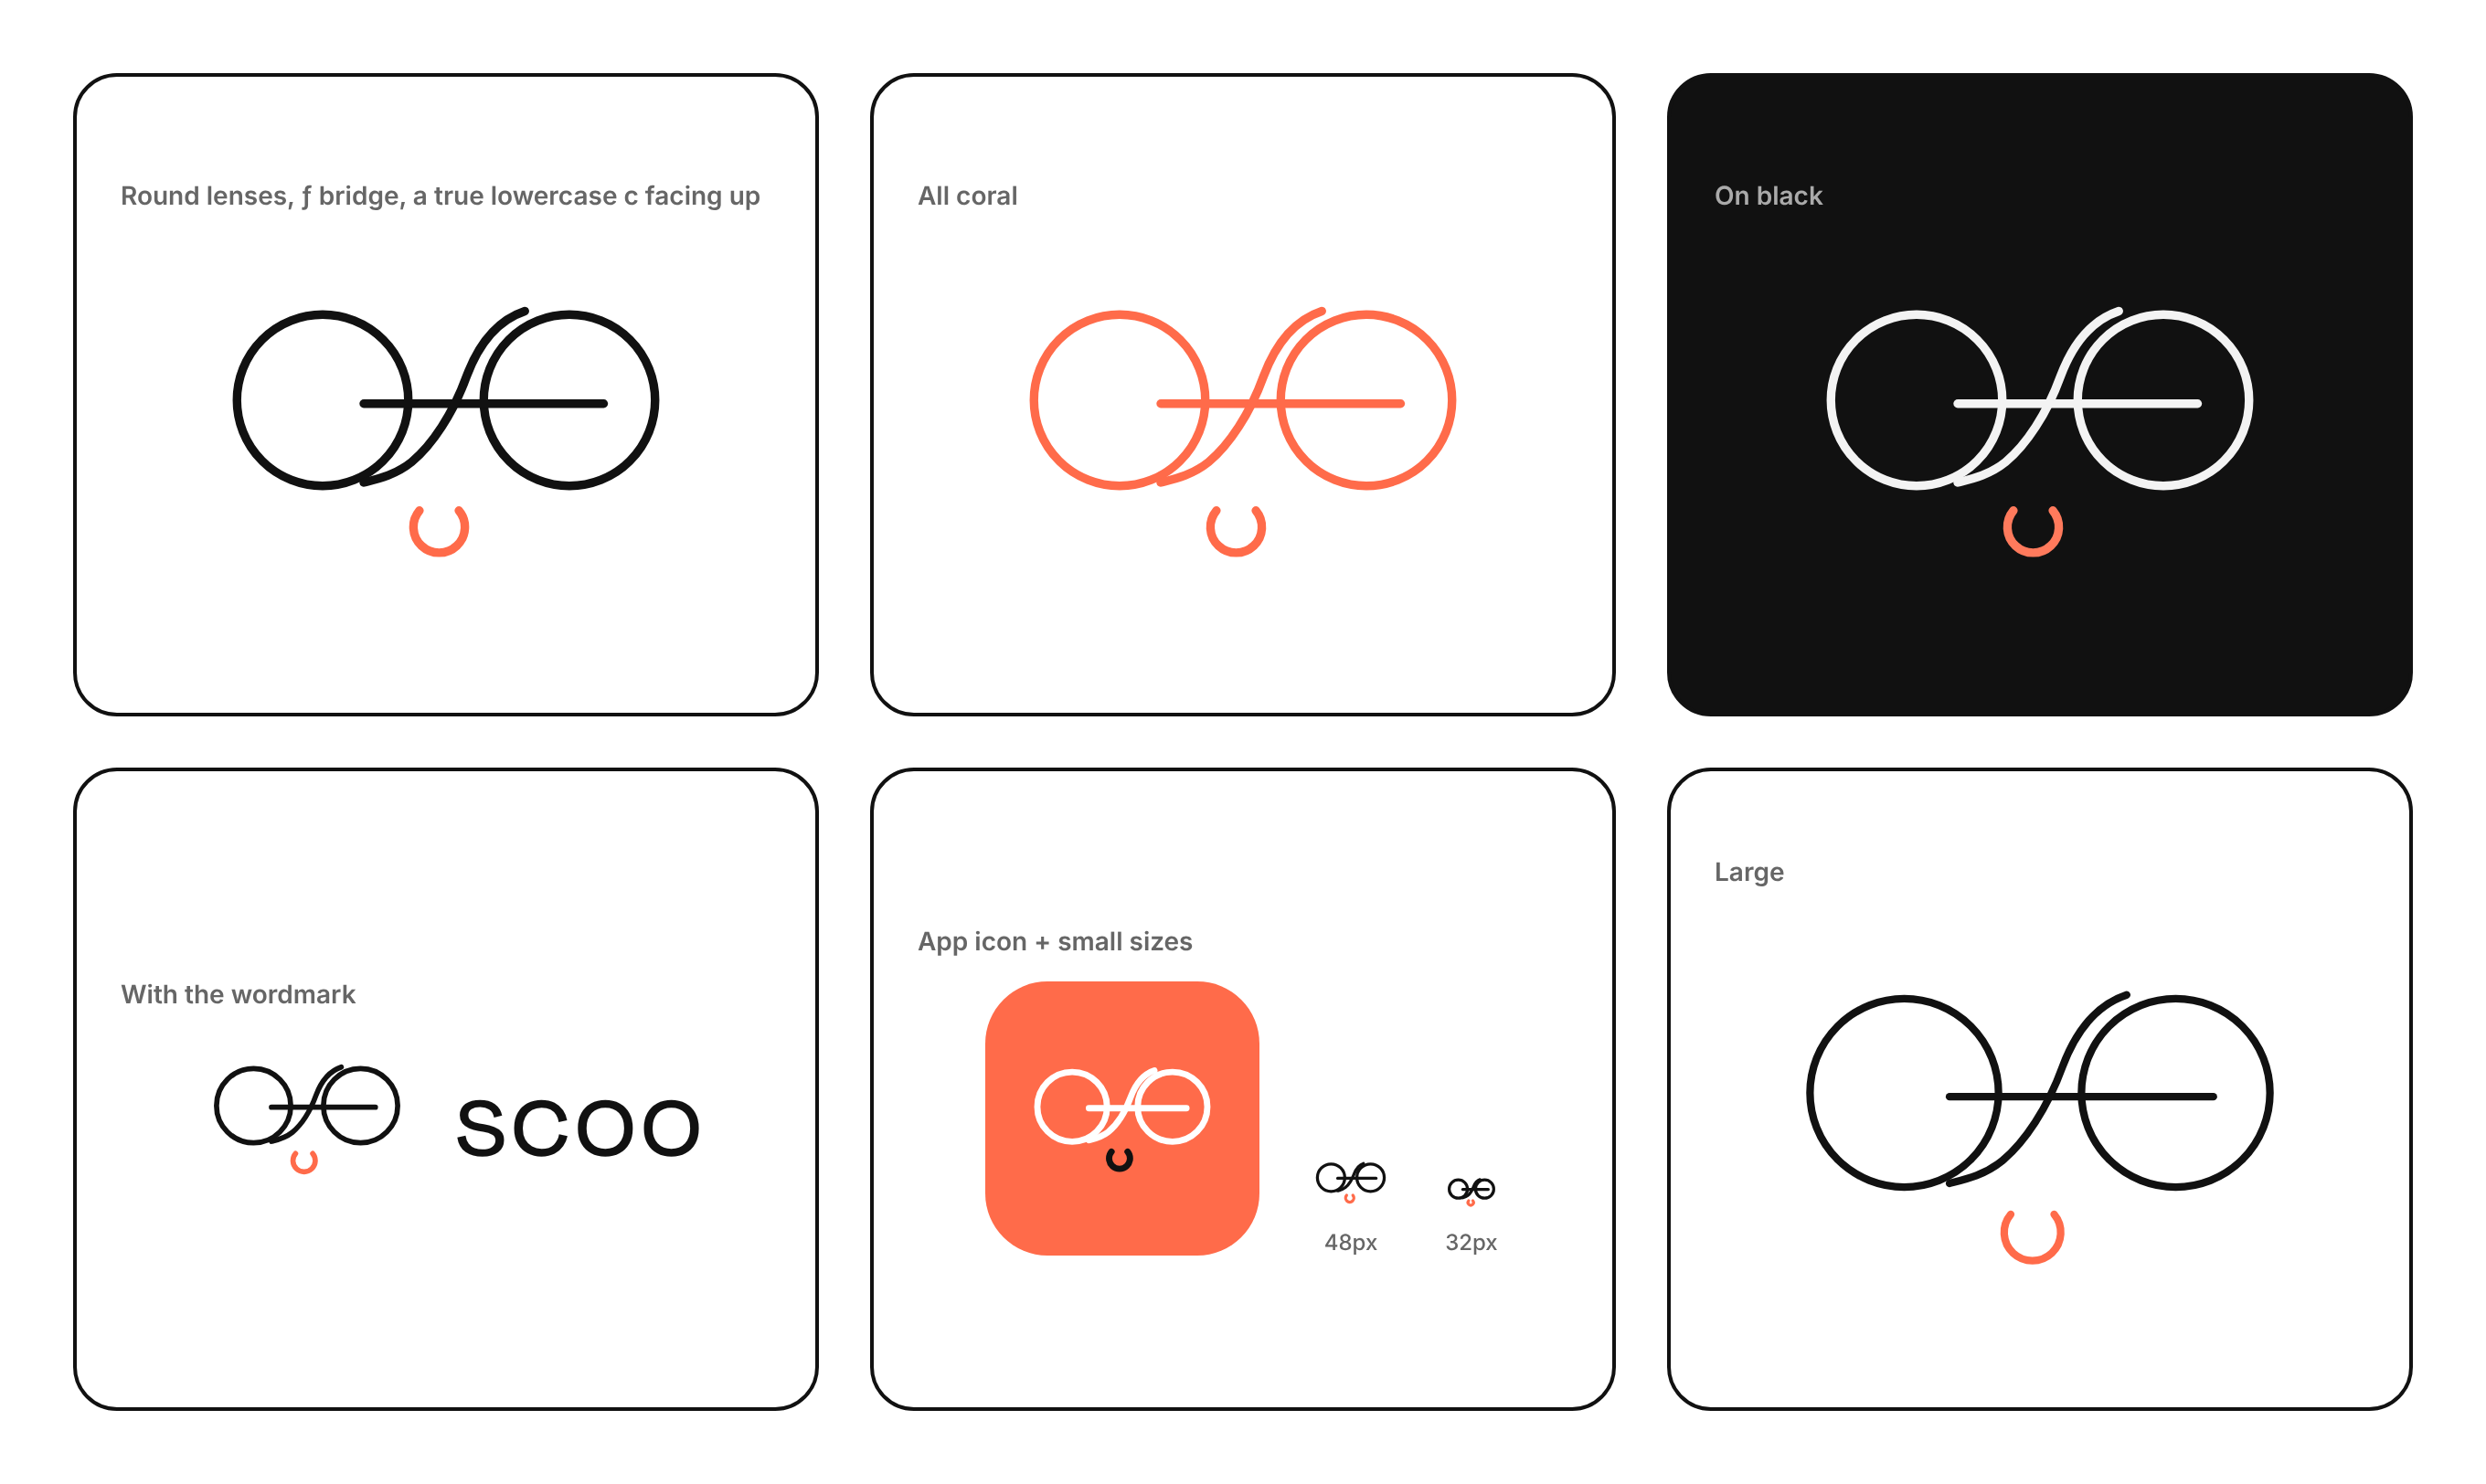 Round lenses, ƒ bridge, a true lowercase c facing up
All coral
On black
With the wordmark
scoo
App icon + small sizes
48px
32px
Large